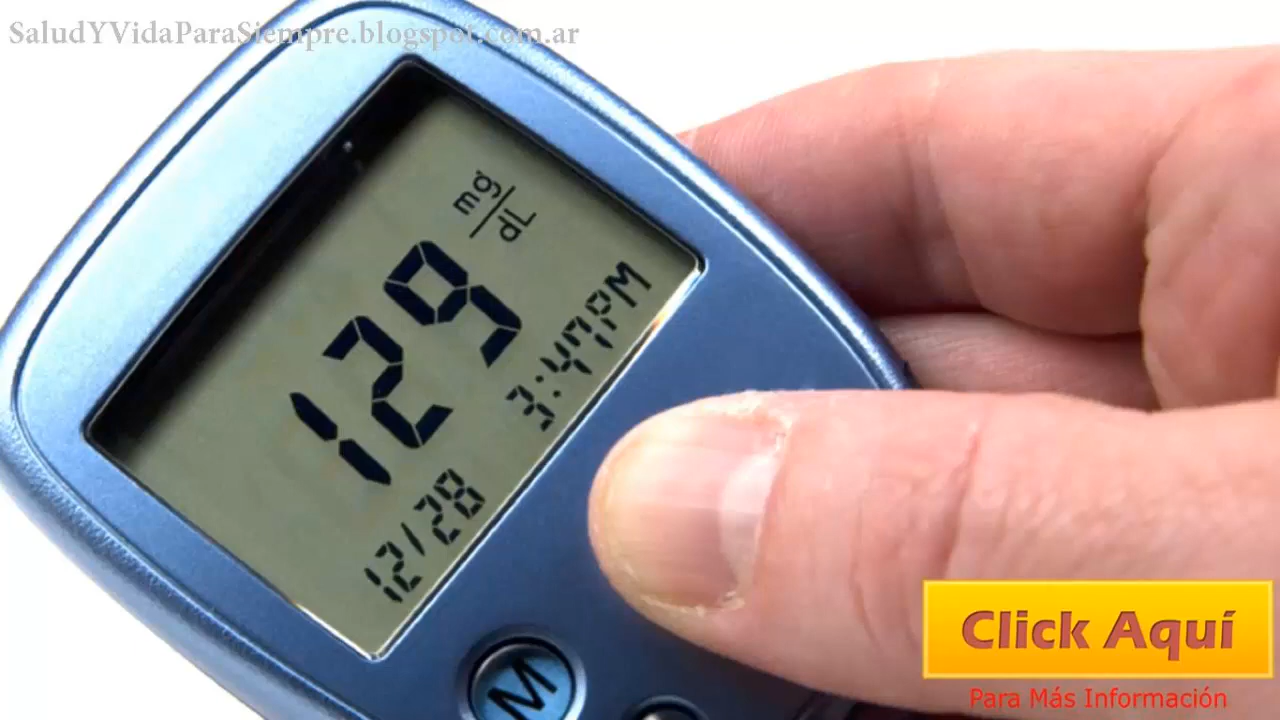 SaludYVidaParaSiempre.blogspot.com.ar
mg
dL
129
3:47PM
12/28
M
Click Aquí
Para Más Información